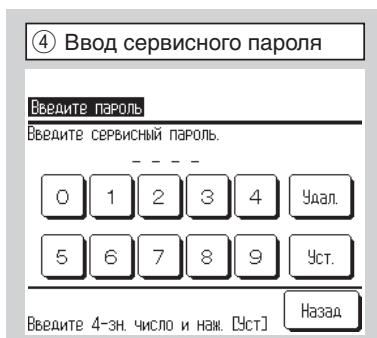 ④ Ввод сервисного пароля
Введите пароль
Введите сервисный пароль.
_ _ _ _
0 1 2 3 4 Удал.
5 6 7 8 9 Уст.
Назад
Введите 4-зн. число и наж. [Уст]